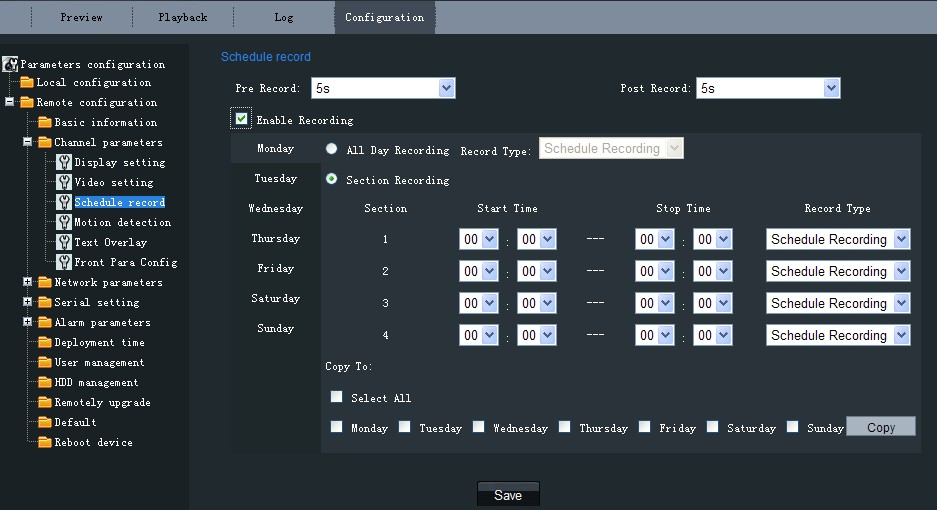 Preview Playback Log Configuration
Parameters configuration
Local configuration
Remote configuration
Basic information
Channel parameters
Display setting
Video setting
Schedule record
Motion detection
Text Overlay
Front Para Config
Network parameters
Serial setting
Alarm parameters
Deployment time
User management
HDD management
Remotely upgrade
Default
Reboot device
Schedule record
Pre Record: 5s Post Record: 5s
Enable Recording
Monday
Tuesday
Wednesday
Thursday
Friday
Saturday
Sunday
All Day Recording Record Type: Schedule Recording
Section Recording
Section Start Time Stop Time Record Type
1 00 : 00 --- 00 : 00 Schedule Recording
2 00 : 00 --- 00 : 00 Schedule Recording
3 00 : 00 --- 00 : 00 Schedule Recording
4 00 : 00 --- 00 : 00 Schedule Recording
Copy To:
Select All
Monday Tuesday Wednesday Thursday Friday Saturday Sunday Copy
Save